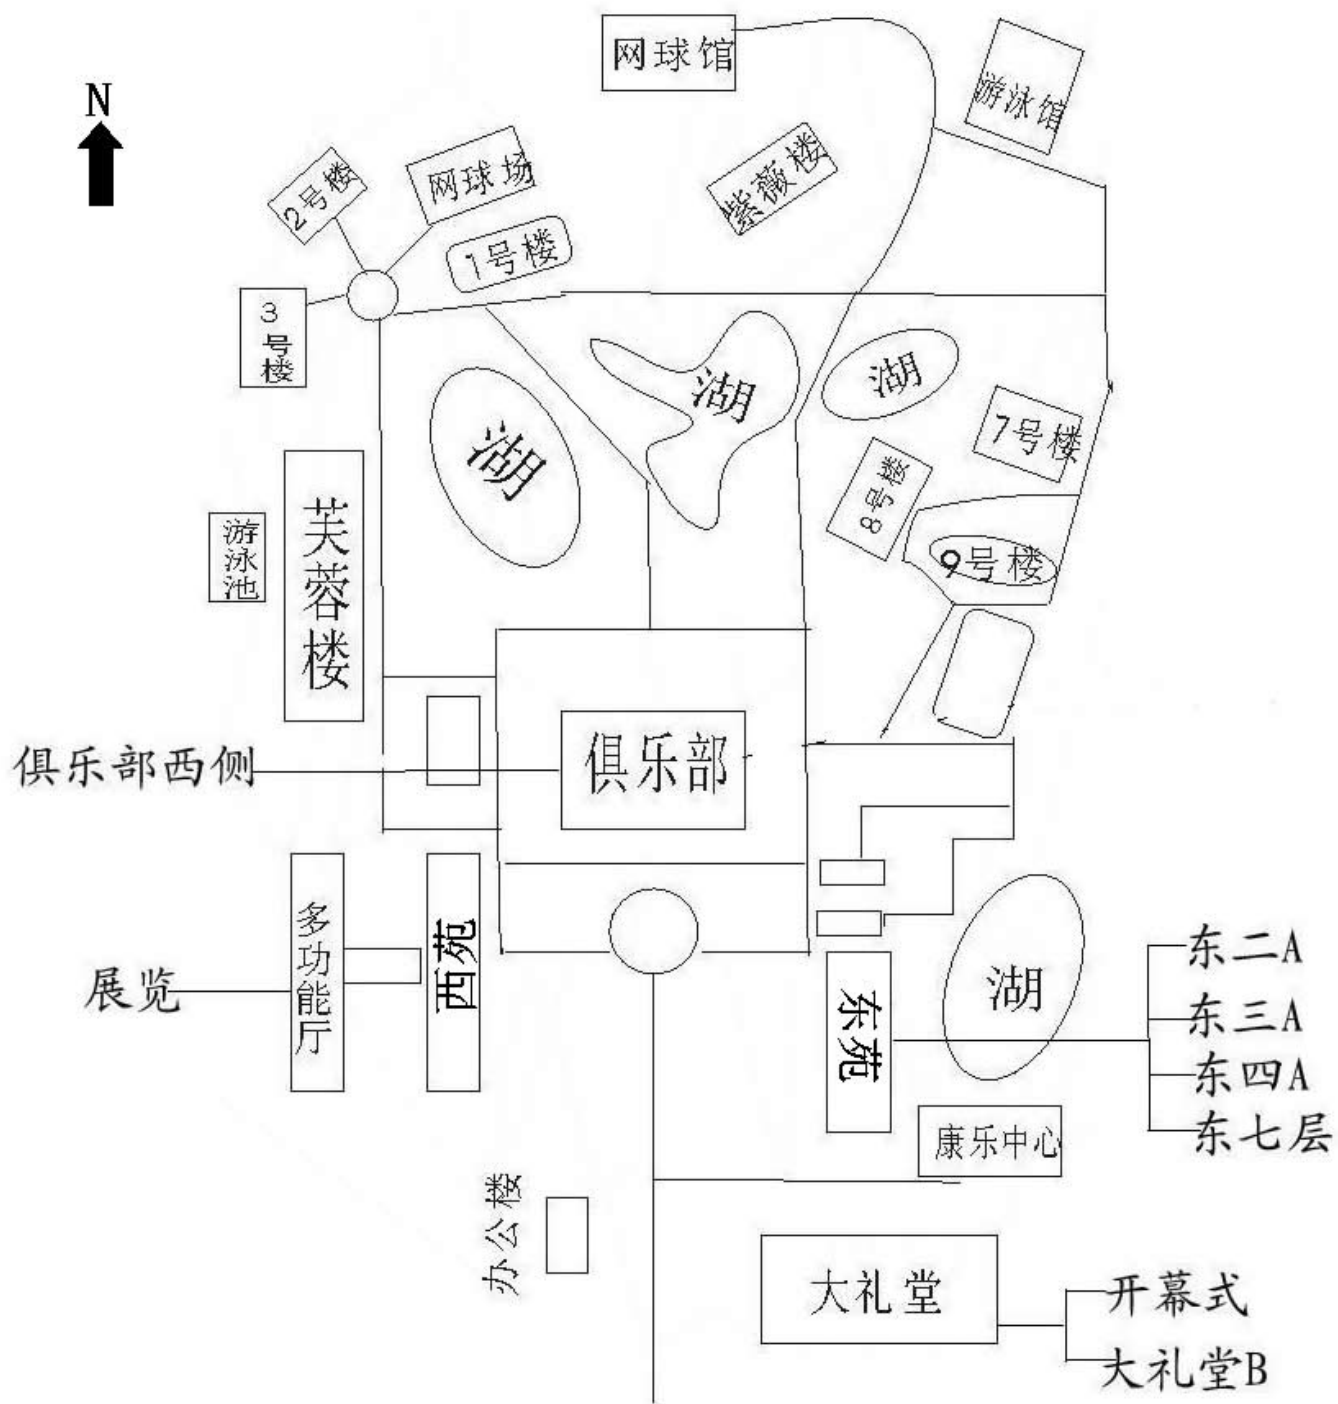 网球馆
游泳馆
N
紫薇楼
2号楼
网球场
1号楼
3号楼
湖
湖
湖
7号楼
8号楼
芙蓉楼
游泳池
9号楼
俱乐部西侧
俱乐部
多功能厅
西苑
展览
东苑
湖
东二A
东三A
东四A
东七层
康乐中心
办公楼
大礼堂
开幕式
大礼堂B